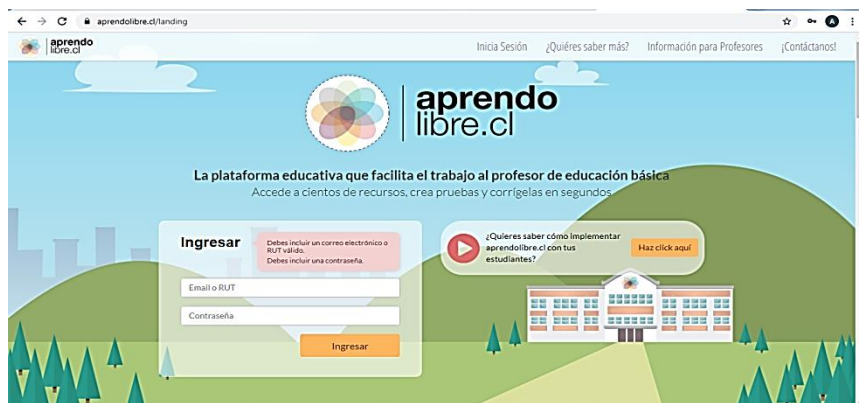 aprendolibre.cl/landing
aprendo
libre.cl
Inicia Sesión ¿Quiéres saber más? Información para Profesores ¡Contáctanos!
aprendo
libre.cl
La plataforma educativa que facilita el trabajo al profesor de educación básica
Accede a cientos de recursos, crea pruebas y corrígelas en segundos
Ingresar
Debes incluir un correo electrónico o
RUT válido.
Debes incluir una contraseña.
Email o RUT
Contraseña
Ingresar
¿Quieres saber cómo implementar
aprendolibre.cl con tus
estudiantes?
Haz click aquí